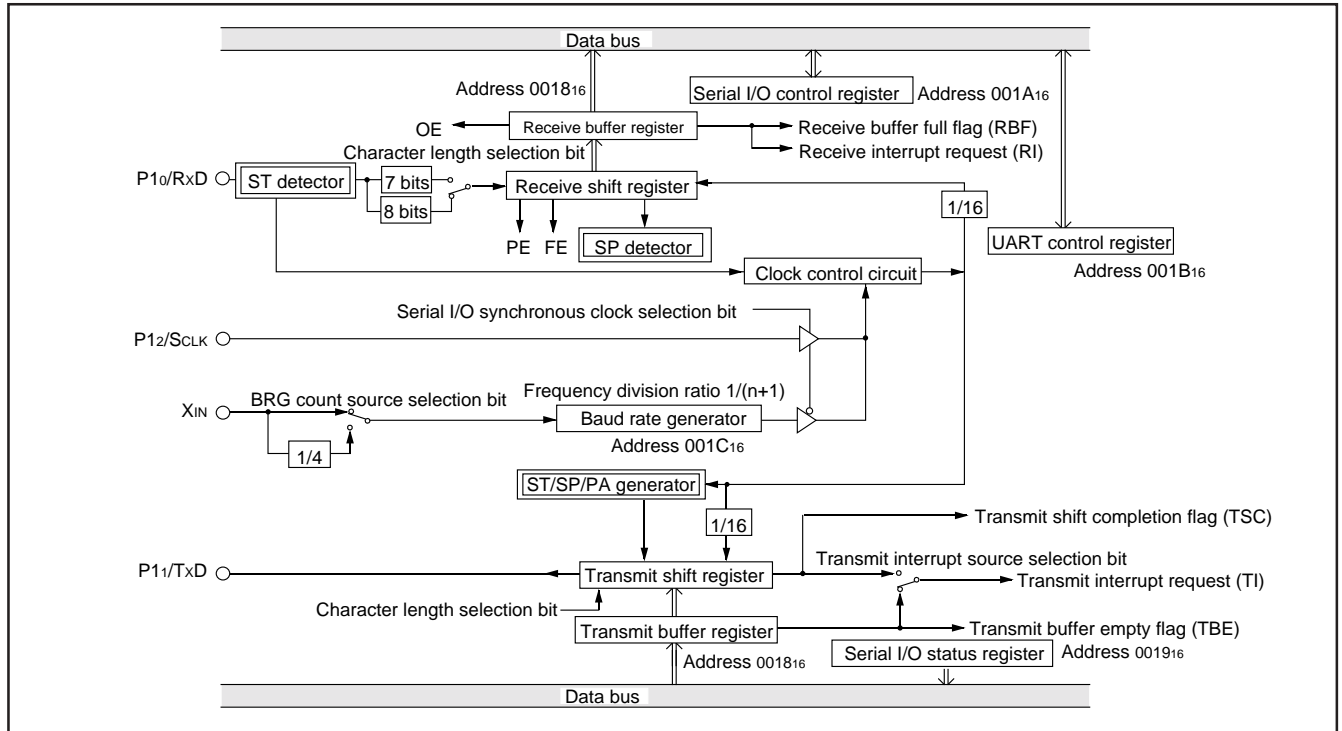 Data bus
Address 001816
Serial I/O control register
Address 001A16
OE
Receive buffer register
Receive buffer full flag (RBF)
Receive interrupt request (RI)
Character length selection bit
P10/RXD
ST detector
7 bits
8 bits
Receive shift register
1/16
PE
FE
SP detector
UART control register
Address 001B16
Clock control circuit
Serial I/O synchronous clock selection bit
P12/SCLK
XIN
BRG count source selection bit
Frequency division ratio 1/(n+1)
Baud rate generator
Address 001C16
1/4
ST/SP/PA generator
1/16
Transmit shift completion flag (TSC)
Transmit interrupt source selection bit
P11/TXD
Transmit shift register
Transmit interrupt request (TI)
Character length selection bit
Transmit buffer register
Transmit buffer empty flag (TBE)
Address 001816
Serial I/O status register
Address 001916
Data bus